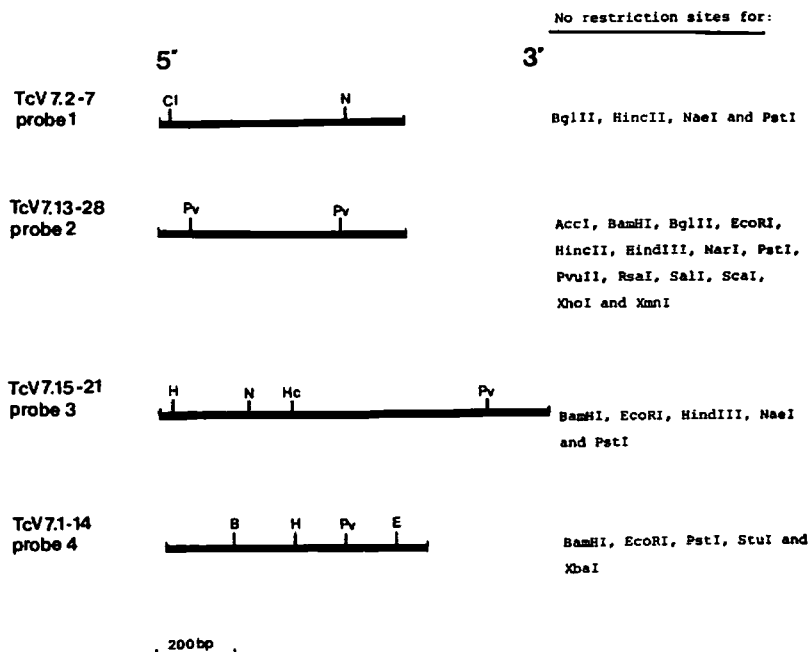 No restriction sites for:
5' 3'
TcV 7.2-7
probe 1
Cl N
BglII, HincII, NaeI and PstI
TcV7.13-28
probe 2
Pv Pv
AccI, BamHI, BglII, EcoRI,
HincII, HindIII, NarI, PstI,
PvuII, RsaI, SalI, ScaI,
XhoI and XmnI
TcV7.15-21
probe 3
H N Hc Pv
BamHI, EcoRI, HindIII, NaeI
and PstI
TcV7.1-14
probe 4
B H Pv E
BamHI, EcoRI, PstI, StuI and
XbaI
200bp